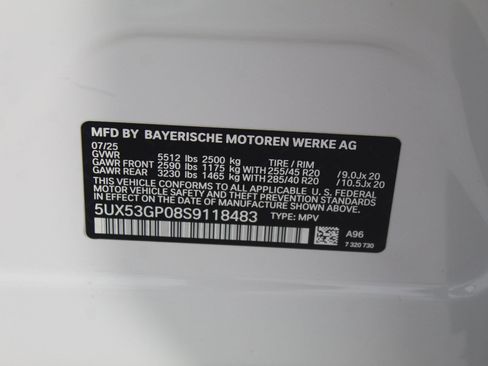 MFD BY BAYERISCHE MOTOREN WERKE AG
07/25
GVWR 5512 lbs 2500 kg TIRE / RIM
GAWR FRONT 2590 lbs 1175 kg WITH 255/45 R20 /9.0Jx 20
GAWR REAR 3230 lbs 1465 kg WITH 285/40 R20 /10.5Jx 20
THIS VEHICLE CONFORMS TO ALL APPLICABLE U.S. FEDERAL
MOTOR VEHICLE SAFETY AND THEFT PREVENTION STANDARDS
IN EFFECT ON THE DATE OF MANUFACTURE SHOWN ABOVE.
5UX53GP08S9118483 TYPE: MPV
A96
7 320 730